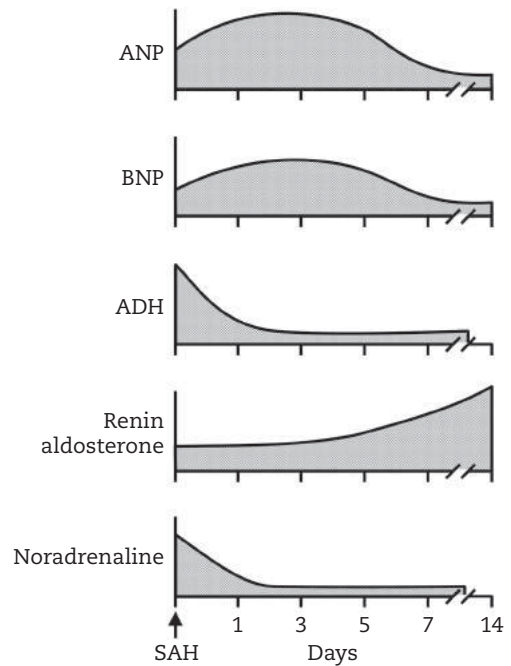 ANP
BNP
ADH
Renin
aldosterone
Noradrenaline
1 3 5 7 14
SAH Days